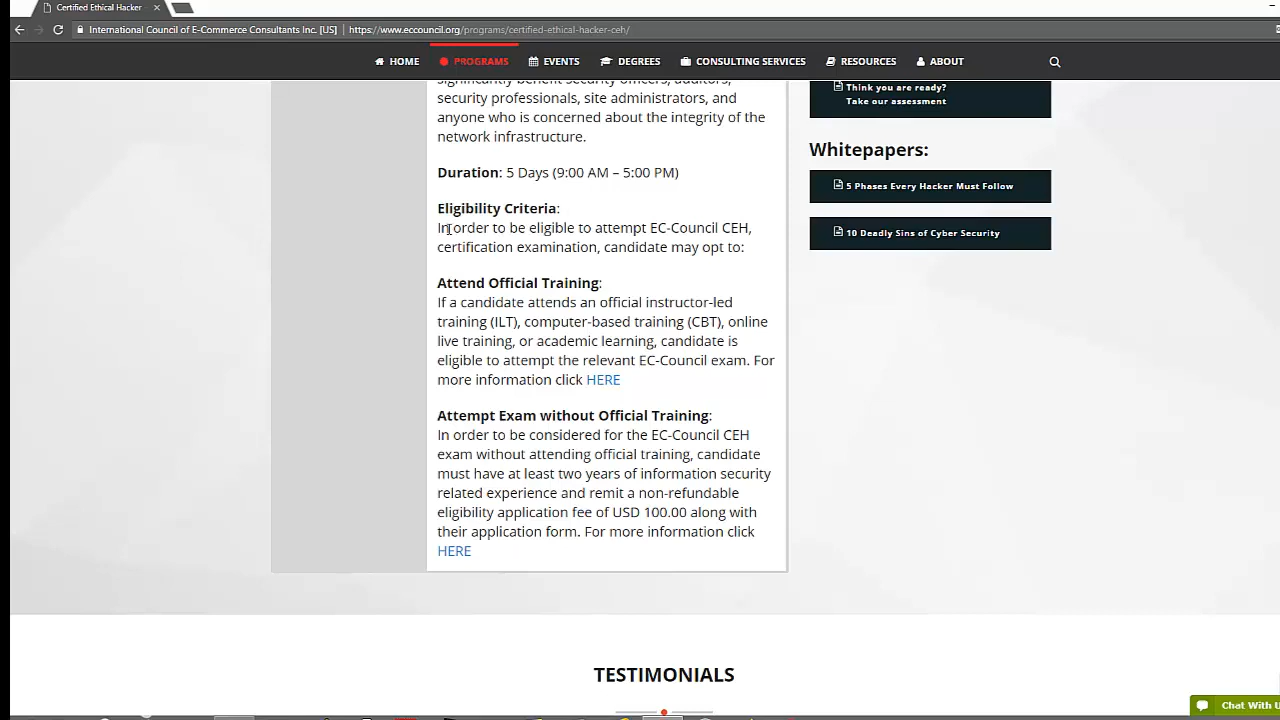 Certified Ethical Hacker
International Council of E-Commerce Consultants Inc. [US] https://www.eccouncil.org/programs/certified-ethical-hacker-ceh/
HOME PROGRAMS EVENTS DEGREES CONSULTING SERVICES RESOURCES ABOUT
significantly benefit security officers, auditors,
security professionals, site administrators, and
anyone who is concerned about the integrity of the
network infrastructure.
Duration: 5 Days (9:00 AM – 5:00 PM)
Eligibility Criteria:
In order to be eligible to attempt EC-Council CEH,
certification examination, candidate may opt to:
Attend Official Training:
If a candidate attends an official instructor-led
training (ILT), computer-based training (CBT), online
live training, or academic learning, candidate is
eligible to attempt the relevant EC-Council exam. For
more information click HERE
Attempt Exam without Official Training:
In order to be considered for the EC-Council CEH
exam without attending official training, candidate
must have at least two years of information security
related experience and remit a non-refundable
eligibility application fee of USD 100.00 along with
their application form. For more information click
HERE
Think you are ready?
Take our assessment
Whitepapers:
5 Phases Every Hacker Must Follow
10 Deadly Sins of Cyber Security
TESTIMONIALS
Chat With